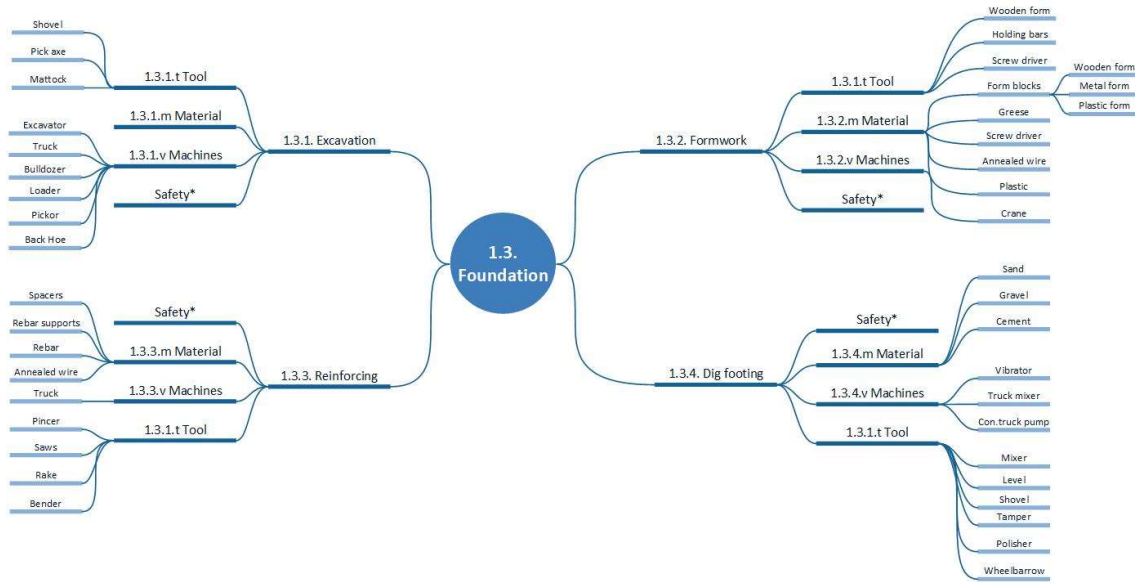 1.3.
Foundation
1.3.1. Excavation
1.3.1.t Tool
Shovel
Pick axe
Mattock
1.3.1.m Material
1.3.1.v Machines
Excavator
Truck
Bulldozer
Loader
Pickor
Back Hoe
Safety*
1.3.2. Formwork
1.3.1.t Tool
Wooden form
Holding bars
Screw driver
1.3.2.m Material
Form blocks
Wooden form
Metal form
Plastic form
Greese
Screw driver
Annealed wire
Plastic
1.3.2.v Machines
Crane
Safety*
1.3.3. Reinforcing
Safety*
1.3.3.m Material
Spacers
Rebar supports
Rebar
Annealed wire
1.3.3.v Machines
Truck
1.3.1.t Tool
Pincer
Saws
Rake
Bender
1.3.4. Dig footing
Safety*
1.3.4.m Material
Sand
Gravel
Cement
1.3.4.v Machines
Vibrator
Truck mixer
Con.truck pump
1.3.1.t Tool
Mixer
Level
Shovel
Tamper
Polisher
Wheelbarrow